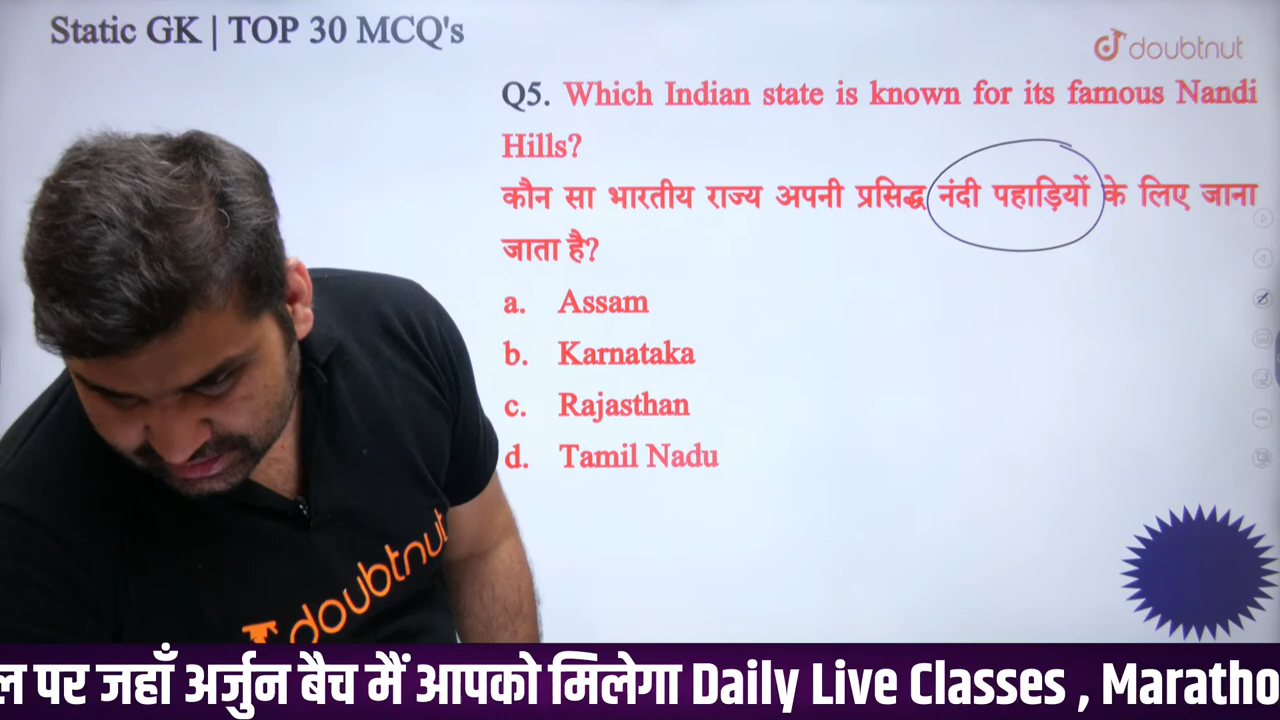 Static GK | TOP 30 MCQ's
doubtnut
Q5. Which Indian state is known for its famous Nandi
Hills?
कौन सा भारतीय राज्य अपनी प्रसिद्ध नंदी पहाड़ियों के लिए जाना
जाता है?
a. Assam
b. Karnataka
c. Rajasthan
d. Tamil Nadu
doubtnut
ल पर जहाँ अर्जुन बैच मैं आपको मिलेगा Daily Live Classes , Maratho